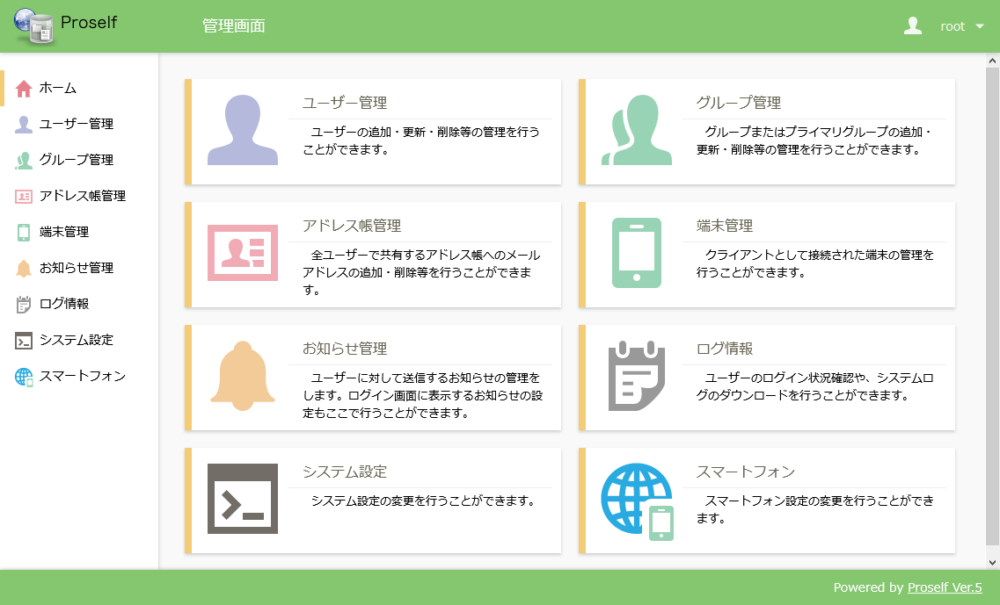 Proself
管理画面
root
ホーム
ユーザー管理
グループ管理
アドレス帳管理
端末管理
お知らせ管理
ログ情報
システム設定
スマートフォン
ユーザー管理
ユーザーの追加・更新・削除等の管理を行う
ことができます。
グループ管理
グループまたはプライマリグループの追加・
更新・削除等の管理を行うことができます。
アドレス帳管理
全ユーザーで共有するアドレス帳へのメール
アドレスの追加・削除等を行うことができま
す。
端末管理
クライアントとして接続された端末の管理を
行うことができます。
お知らせ管理
ユーザーに対して送信するお知らせの管理を
します。ログイン画面に表示するお知らせの設
定もここで行うことができます。
ログ情報
ユーザーのログイン状況確認や、システムロ
グのダウンロードを行うことができます。
システム設定
システム設定の変更を行うことができます。
スマートフォン
スマートフォン設定の変更を行うことができ
ます。
Powered by Proself Ver.5